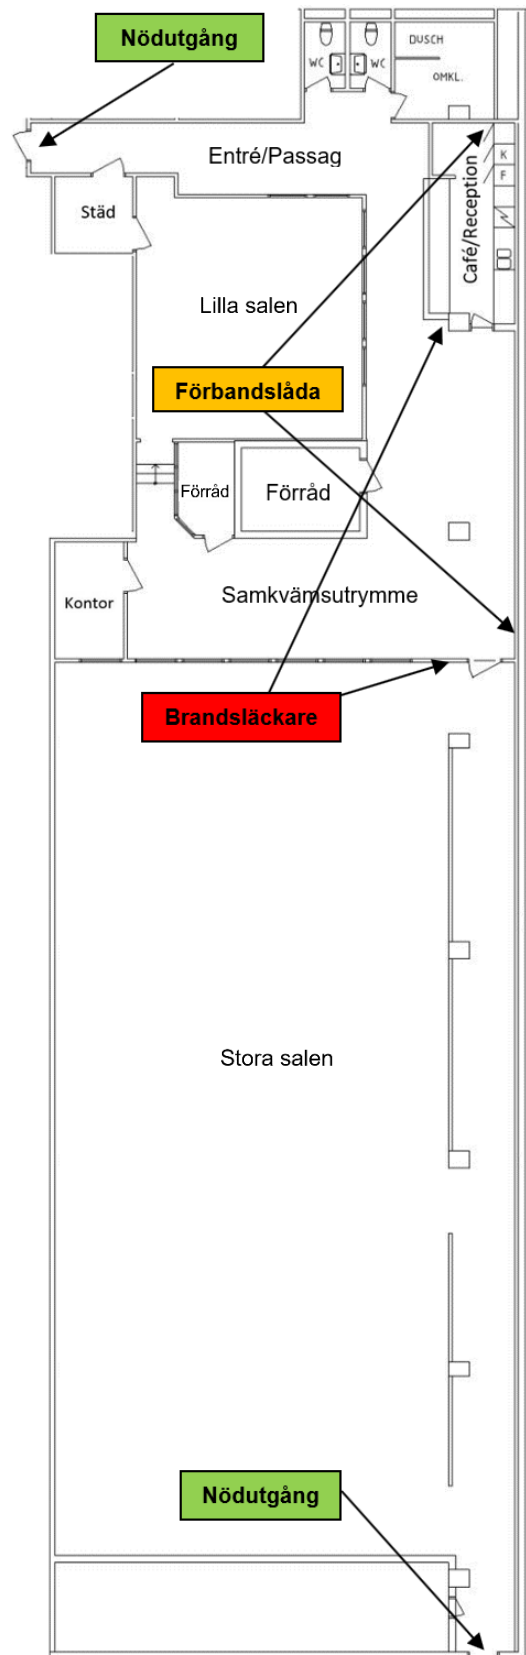 Nödutgång
DUSCH
WC
WC
OMKL.
Entré/Passag
K
F
Café/Reception
Städ
Lilla salen
Förbandslåda
Förråd
Förråd
Samkvämsutrymme
Kontor
Brandsläckare
Stora salen
Nödutgång